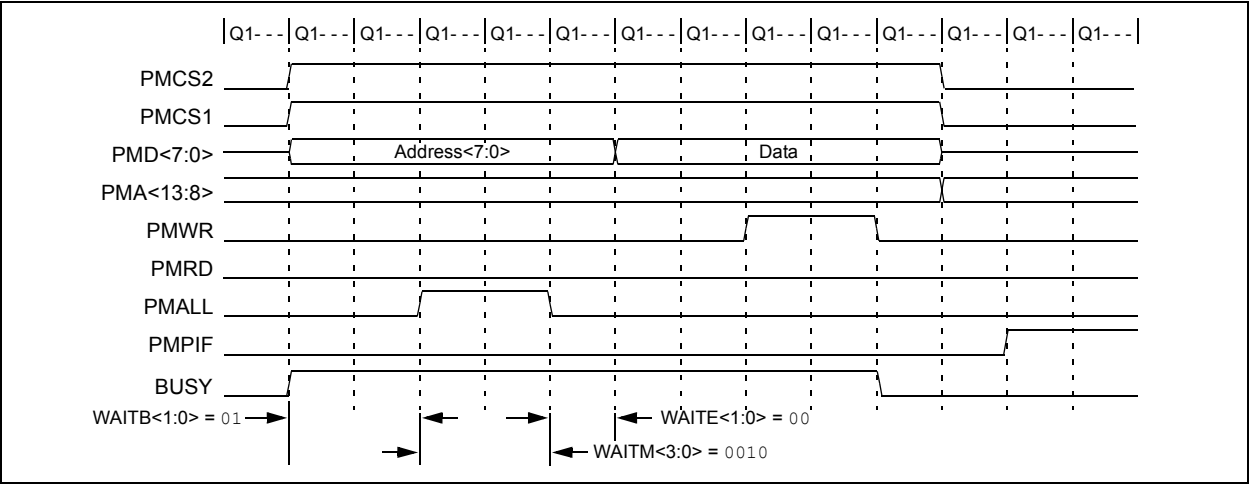 Q1- - - Q1- - - Q1- - - Q1- - - Q1- - - Q1- - - Q1- - - Q1- - - Q1- - - Q1- - - Q1- - - Q1- - - Q1- - - Q1- - -
PMCS2
PMCS1
PMD<7:0> Address<7:0> Data
PMA<13:8>
PMWR
PMRD
PMALL
PMPIF
BUSY
WAITB<1:0> = 01 WAITE<1:0> = 00
WAITM<3:0> = 0010